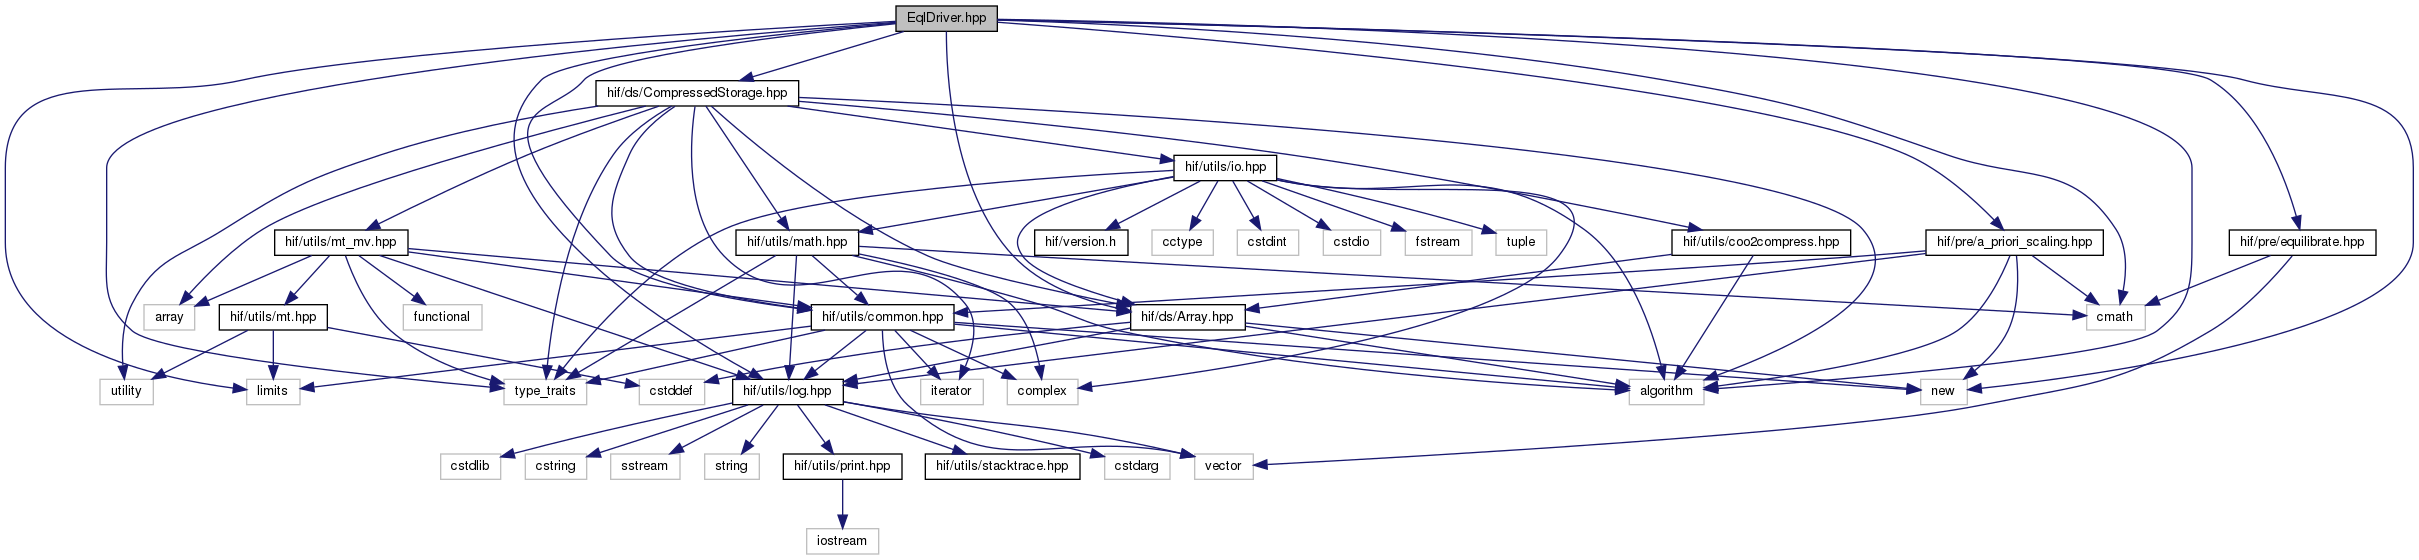 EqlDriver.hpp
hif/ds/CompressedStorage.hpp
hif/utils/io.hpp
hif/utils/mt_mv.hpp
hif/utils/math.hpp
hif/version.h
cctype
cstdint
cstdio
fstream
tuple
hif/utils/coo2compress.hpp
hif/pre/a_priori_scaling.hpp
hif/pre/equilibrate.hpp
array
hif/utils/mt.hpp
functional
hif/utils/common.hpp
hif/ds/Array.hpp
cmath
utility
limits
type_traits
cstddef
hif/utils/log.hpp
iterator
complex
algorithm
new
cstdlib
cstring
sstream
string
hif/utils/print.hpp
hif/utils/stacktrace.hpp
cstdarg
vector
iostream